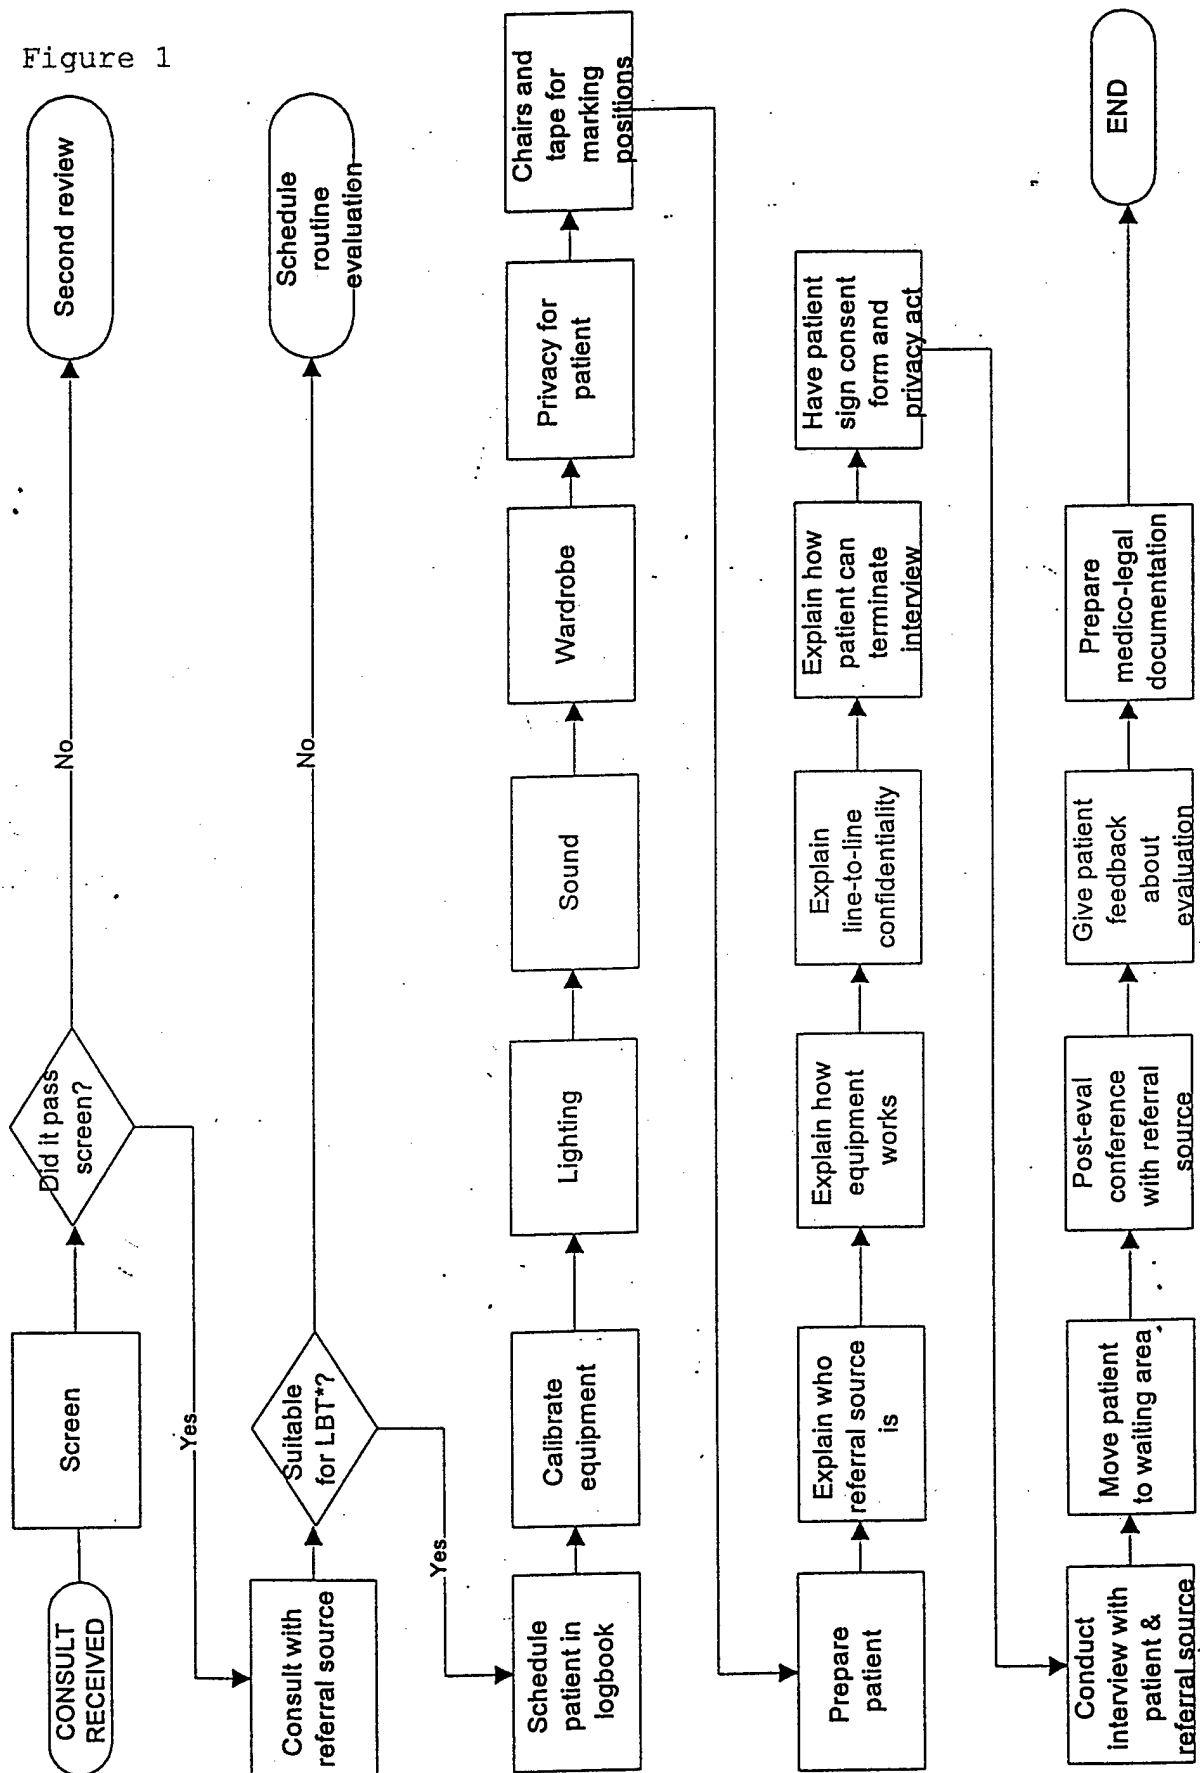 Figure 1
CONSULT
RECEIVED
Screen
Did it pass
screen?
No
Second review
Yes
Consult with
referral source
Suitable
for LBT*?
No
Schedule
routine
evaluation
Yes
Schedule
patient in
logbook
Calibrate
equipment
Lighting
Sound
Wardrobe
Privacy for
patient
Chairs and
tape for
marking
positions
Prepare
patient
Explain who
referral source
is
Explain how
equipment
works
Explain
line-to-line
confidentiality
Explain how
patient can
terminate
interview
Have patient
sign consent
form and
privacy act
Conduct
interview with
patient &
referral source
Move patient
to waiting area
Post-eval
conference
with referral
source
Give patient
feedback
about
evaluation
Prepare
medico-legal
documentation
END